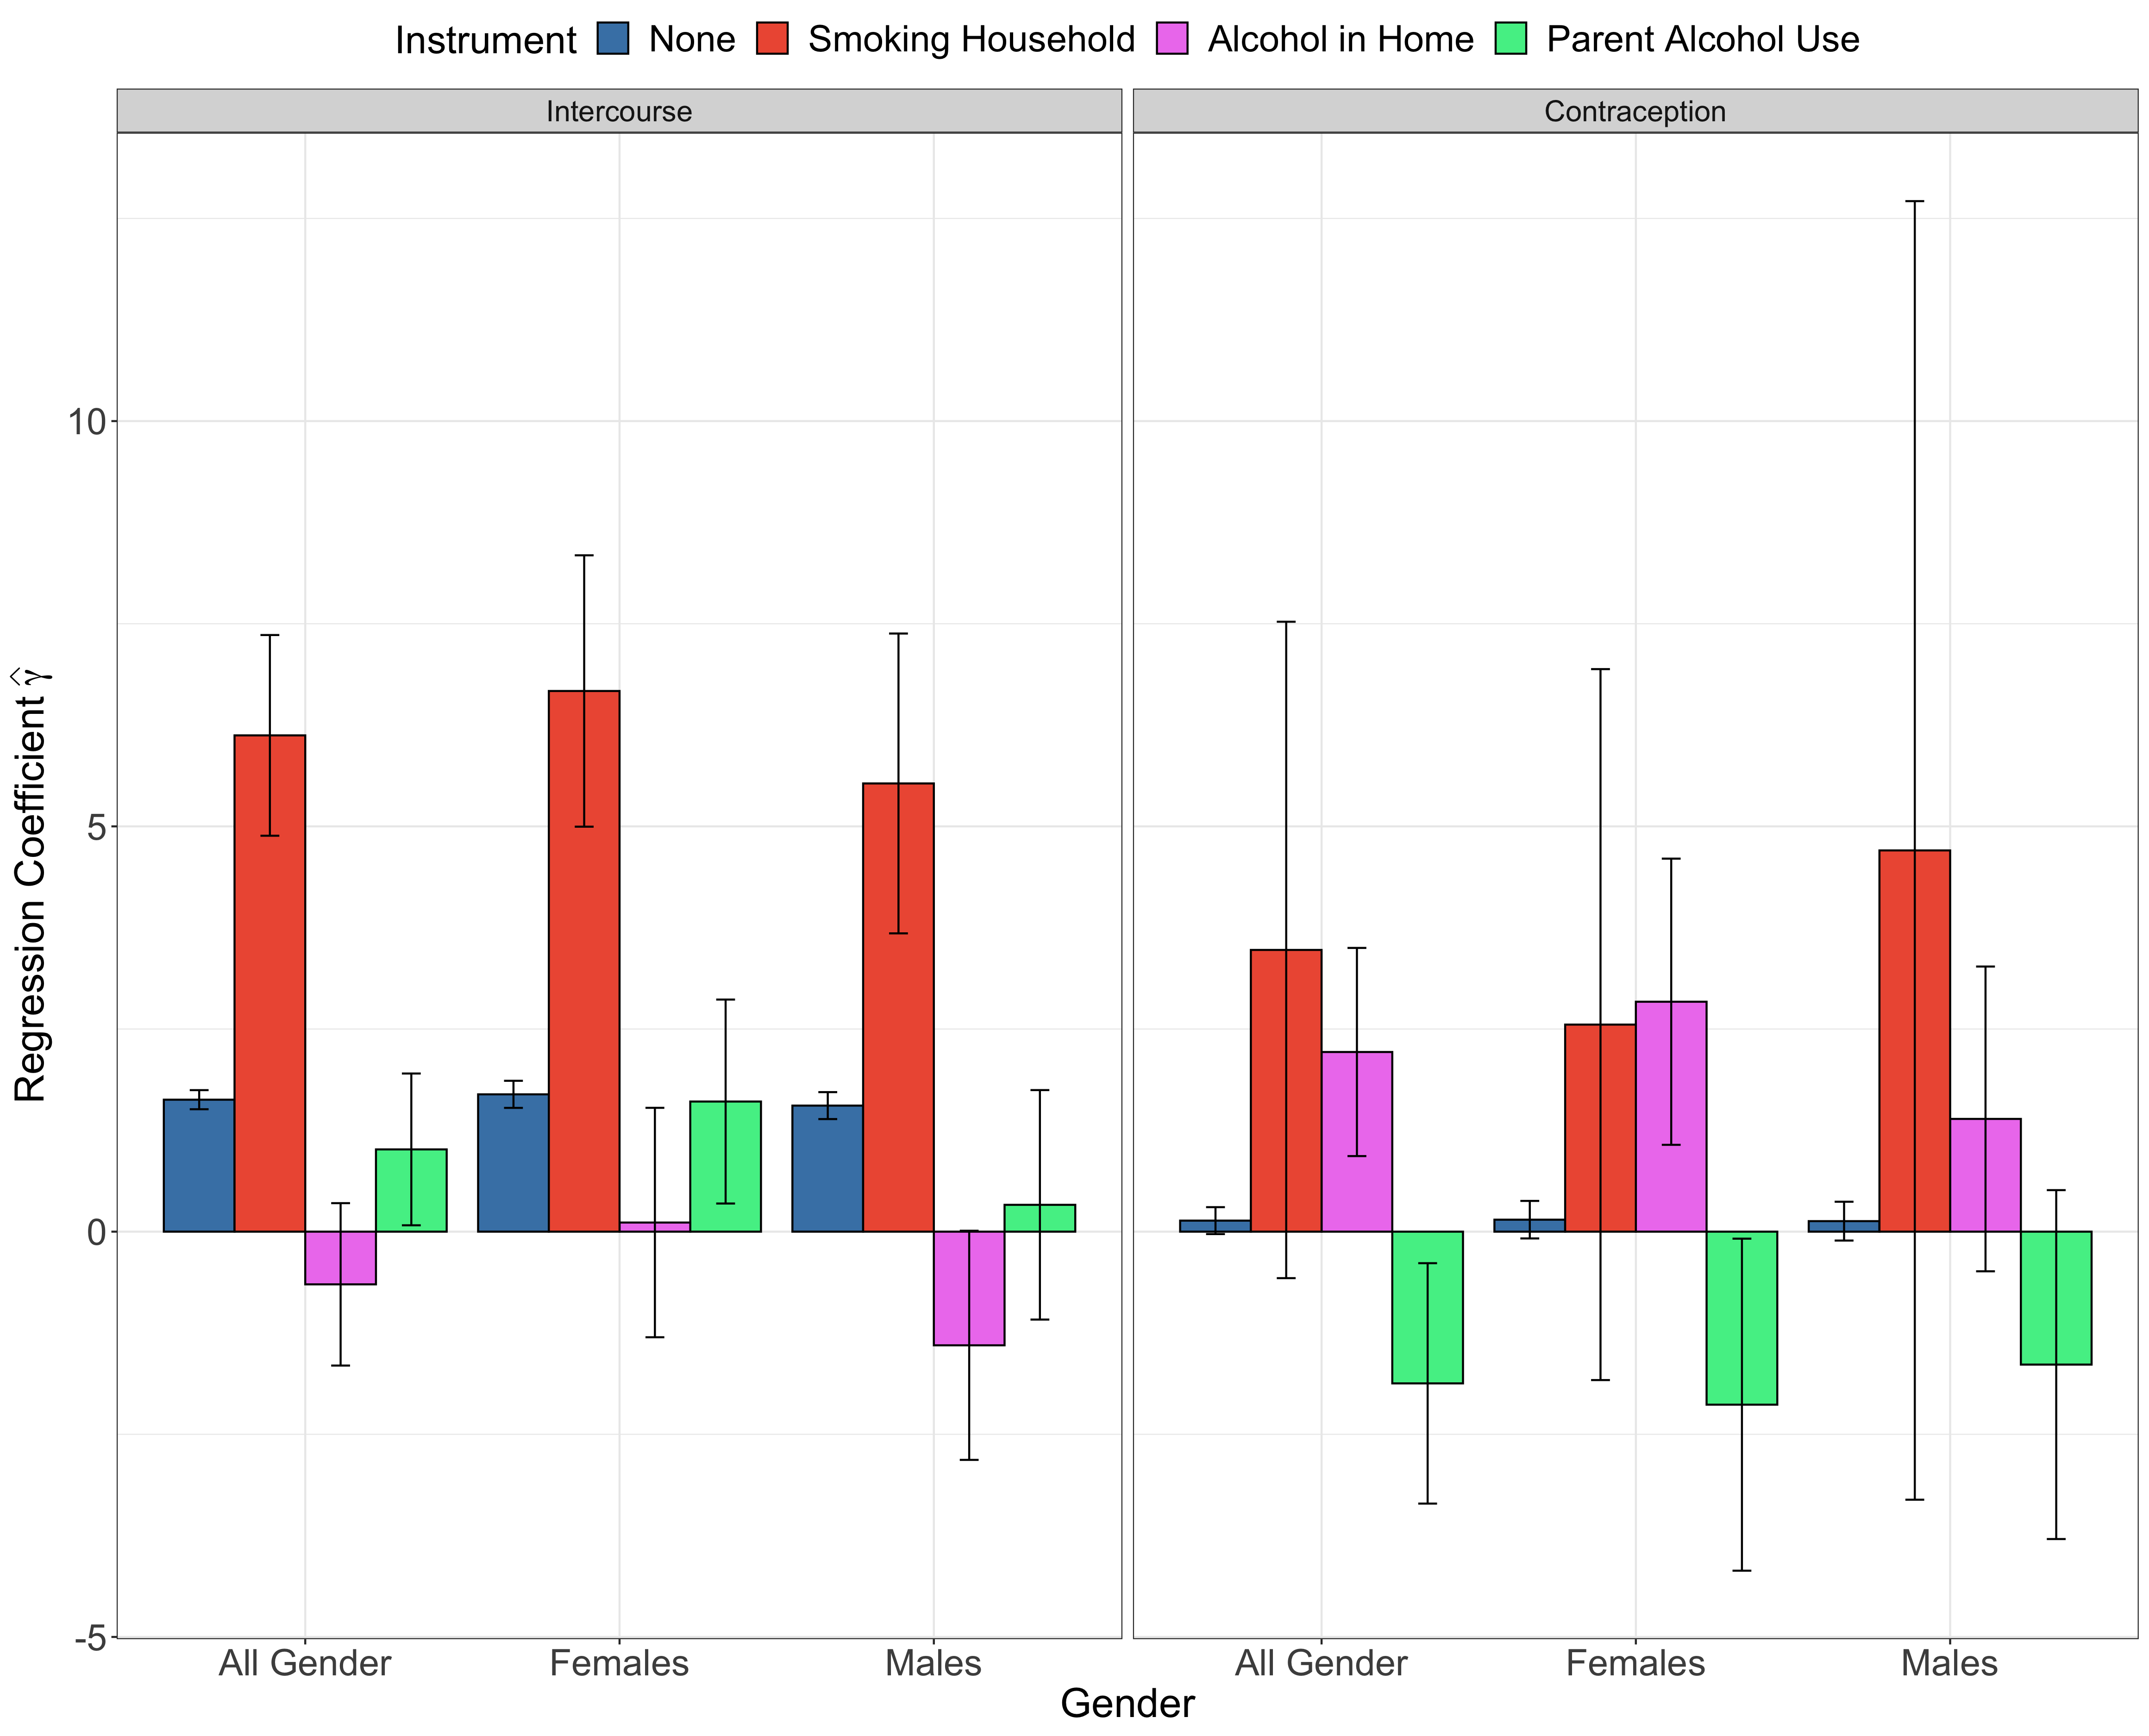 Instrument None Smoking Household Alcohol in Home Parent Alcohol Use
Intercourse Contraception
Regression Coefficient γ̂
10
5
0
-5
All Gender Females Males All Gender Females Males
Gender